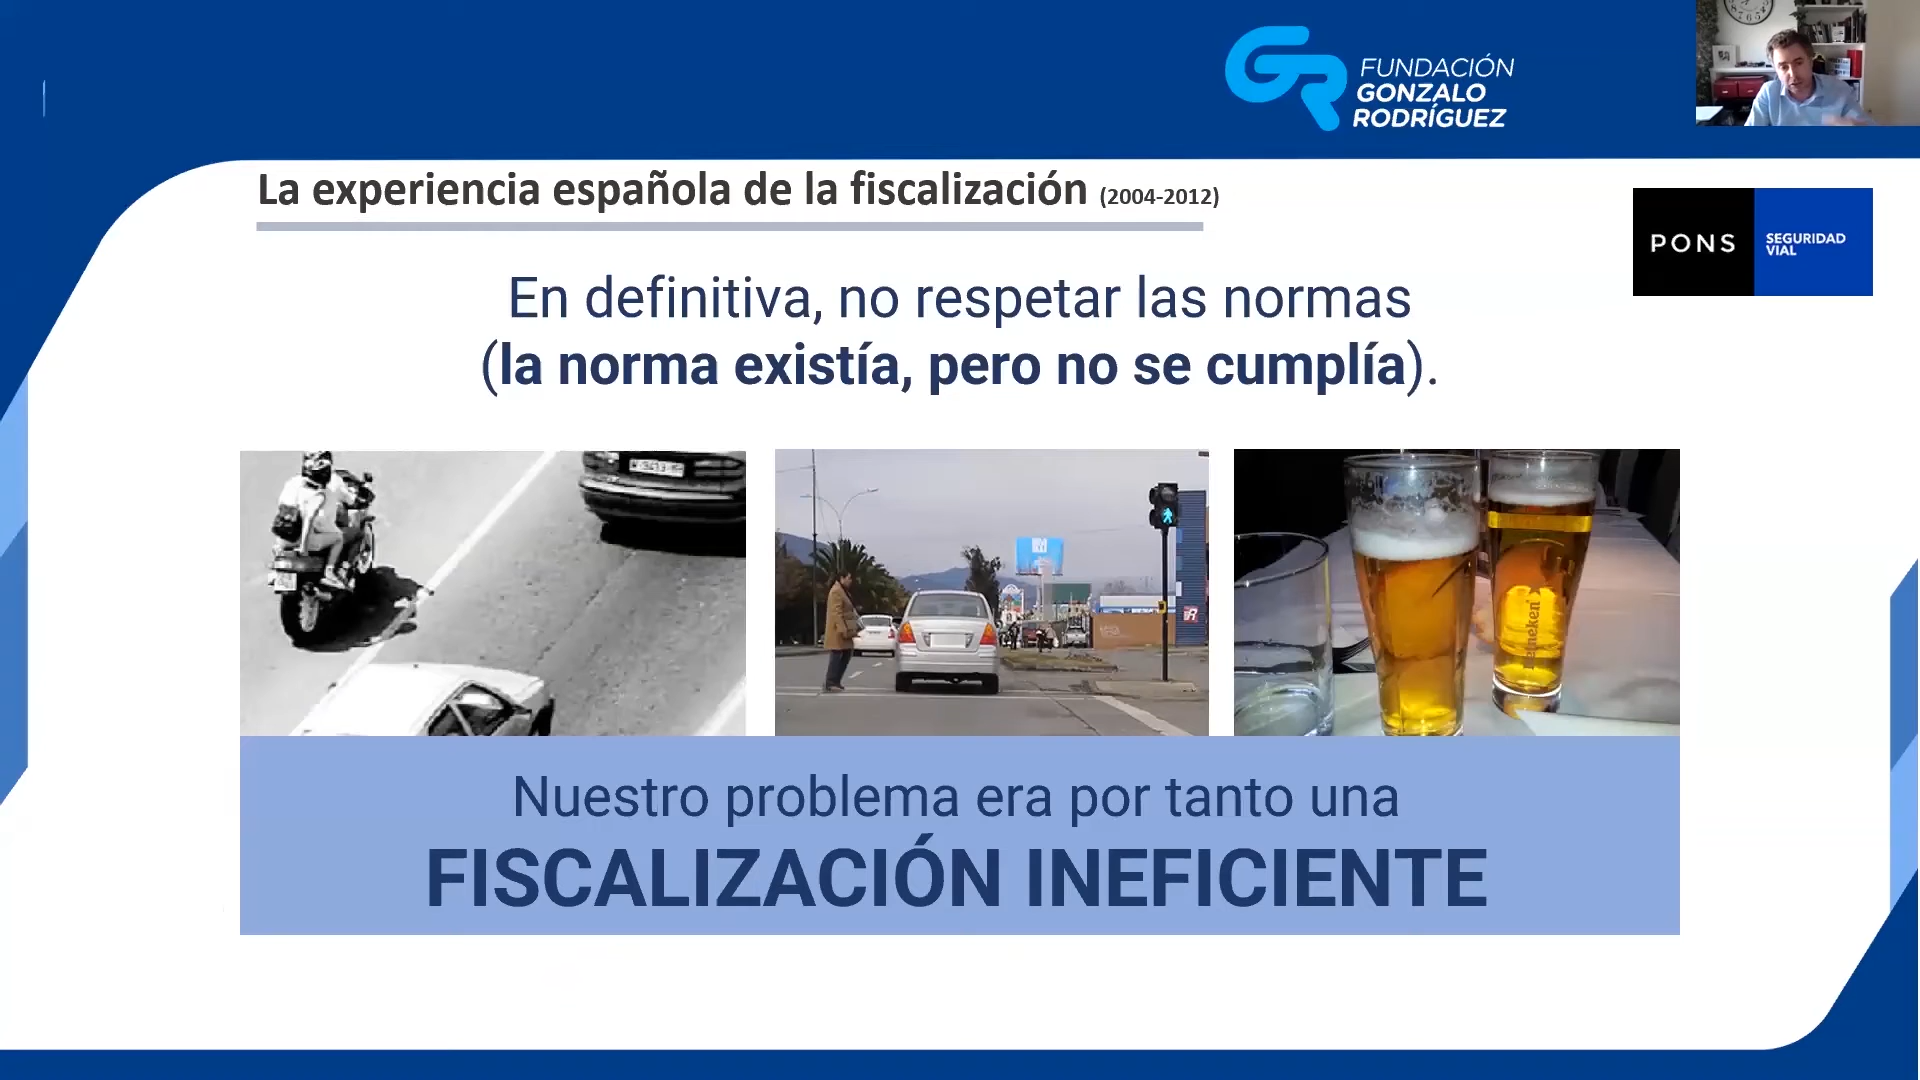 FUNDACIÓN
GONZALO
RODRÍGUEZ
La experiencia española de la fiscalización (2004-2012)
PONS
SEGURIDAD
VIAL
En definitiva, no respetar las normas
(la norma existía, pero no se cumplía).
Heineken
Nuestro problema era por tanto una
FISCALIZACIÓN INEFICIENTE